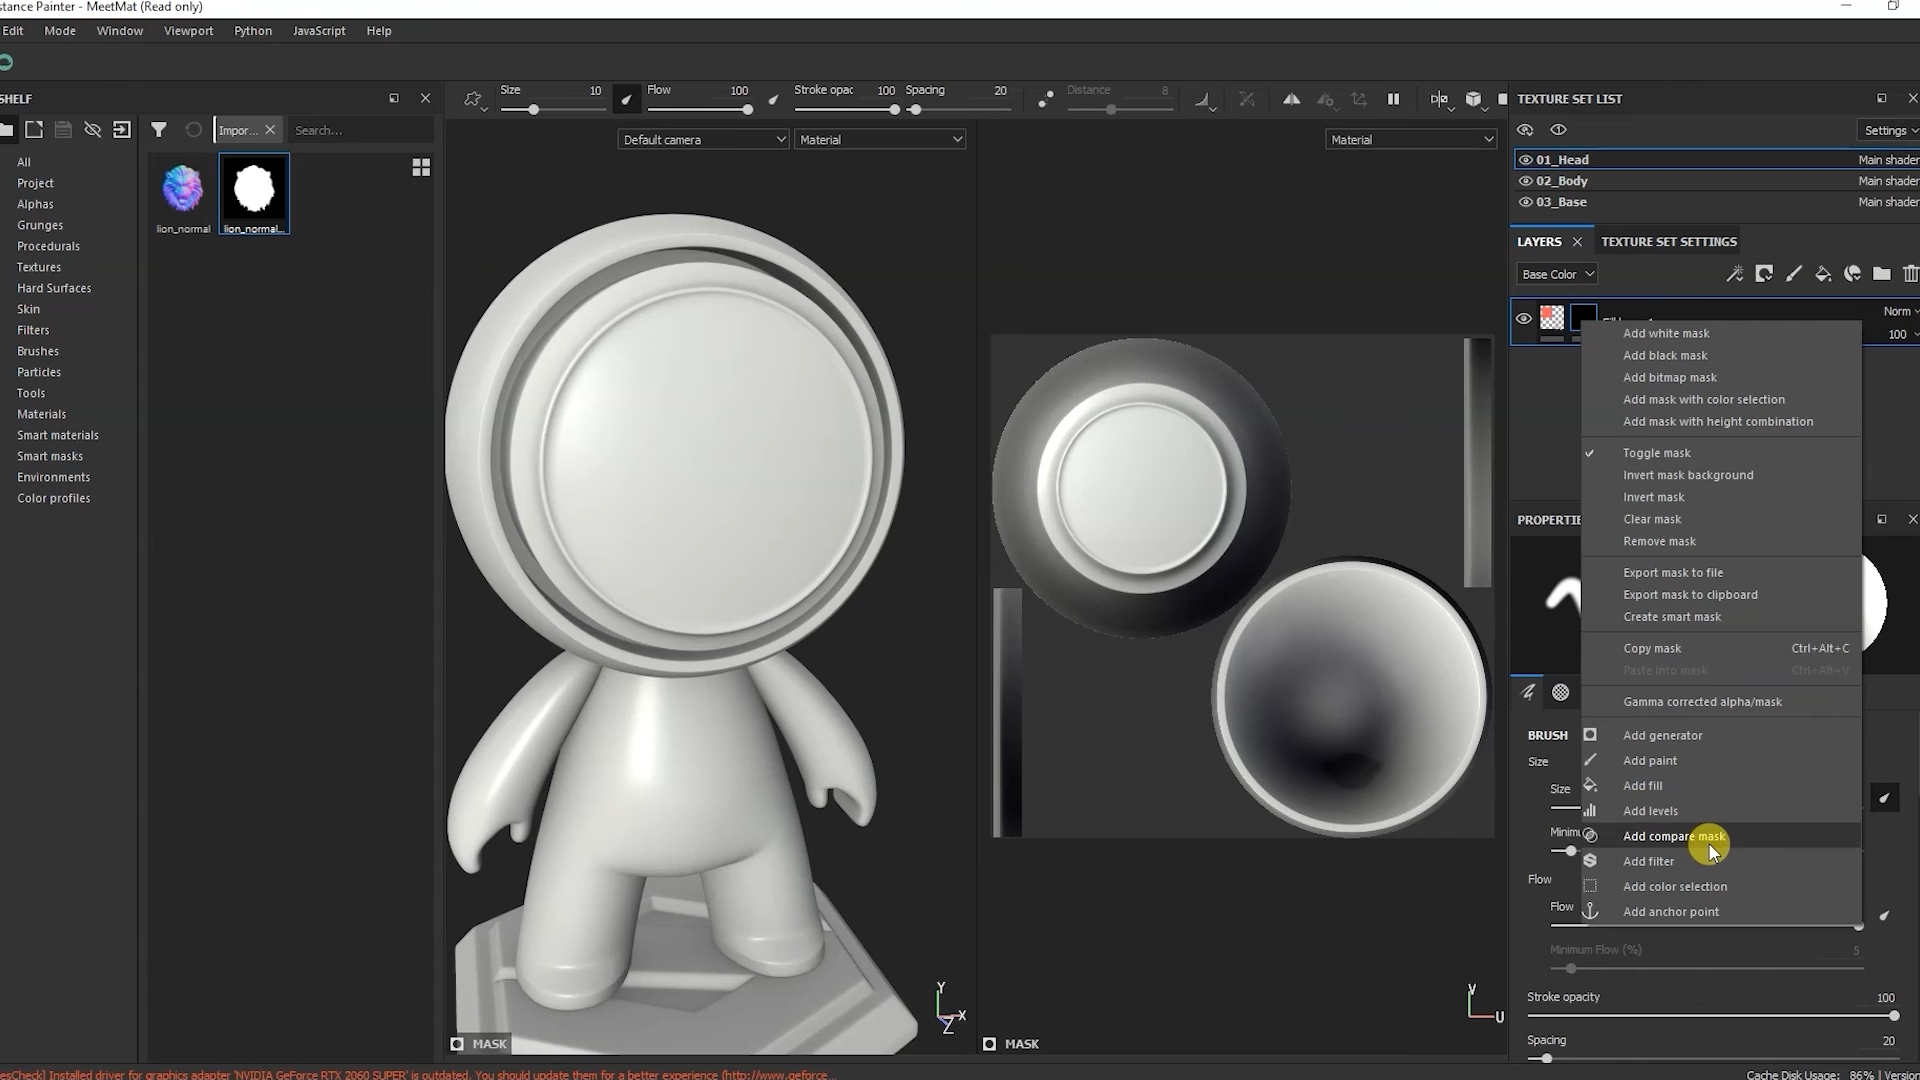 stance Painter - MeetMat (Read only)
Edit Mode Window Viewport Python JavaScript Help
SHELF
Size 10 Flow 100 Stroke opac 100 Spacing 20 Distance 8
TEXTURE SET LIST
Impor... Search...
Default camera Material Material
Settings
All
Project
Alphas
Grunges
Procedurals
Textures
Hard Surfaces
Skin
Filters
Brushes
Particles
Tools
Materials
Smart materials
Smart masks
Environments
Color profiles
lion_normal lion_normal...
01_Head Main shader
02_Body Main shader
03_Base Main shader
LAYERS TEXTURE SET SETTINGS
Base Color
Norm
100
Add white mask
Add black mask
Add bitmap mask
Add mask with color selection
Add mask with height combination
Toggle mask
Invert mask background
Invert mask
Clear mask
Remove mask
Export mask to file
Export mask to clipboard
Create smart mask
Copy mask Ctrl+Alt+C
Paste into mask Ctrl+Alt+V
Gamma corrected alpha/mask
Add generator
Add paint
Add fill
Add levels
Add compare mask
Add filter
Add color selection
Add anchor point
PROPERTIE
BRUSH
Size
Size
Minimu
Flow
Flow
Minimum Flow (%) 5
Stroke opacity 100
Spacing 20
Y
X
Z
V
U
MASK MASK
esCheck] Installed driver for graphics adapter 'NVIDIA GeForce RTX 2060 SUPER' is outdated. You should update them for a better experience (http://www.geforce...
Cache Disk Usage: 86% | Version